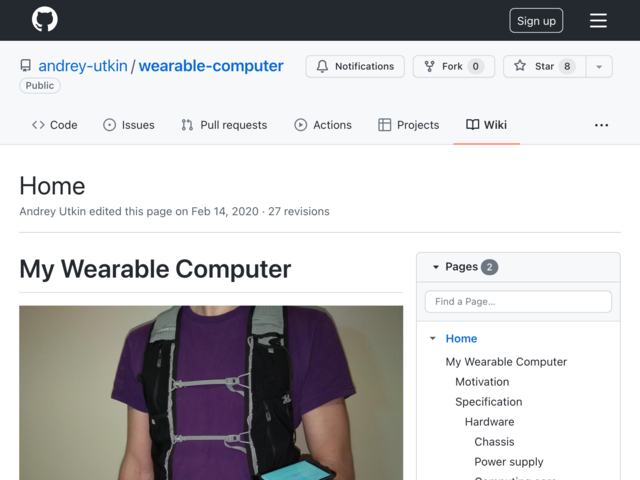 Sign up
andrey-utkin / wearable-computer
Public
Notifications
Fork 0
Star 8
Code
Issues
Pull requests
Actions
Projects
Wiki
Home
Andrey Utkin edited this page on Feb 14, 2020 · 27 revisions
My Wearable Computer
Pages 2
Find a Page…
Home
My Wearable Computer
Motivation
Specification
Hardware
Chassis
Power supply
Computing core